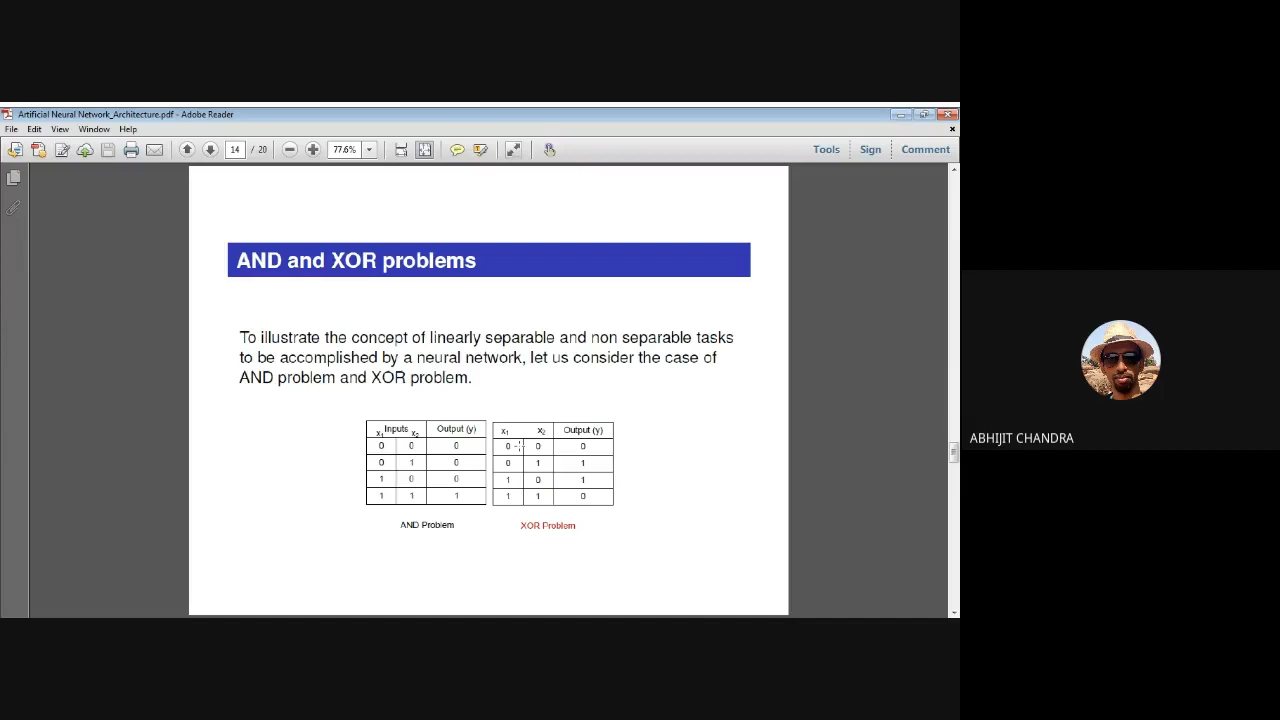 Artificial Neural Network_Architecture.pdf - Adobe Reader
File Edit View Window Help
14 / 20 77.6% Tools Sign Comment
AND and XOR problems
To illustrate the concept of linearly separable and non separable tasks
to be accomplished by a neural network, let us consider the case of
AND problem and XOR problem.
x1 Inputs x2 Output (y)
0 0 0
0 1 0
1 0 0
1 1 1
AND Problem
x1 x2 Output (y)
0 0 0
0 1 1
1 0 1
1 1 0
XOR Problem
ABHIJIT CHANDRA